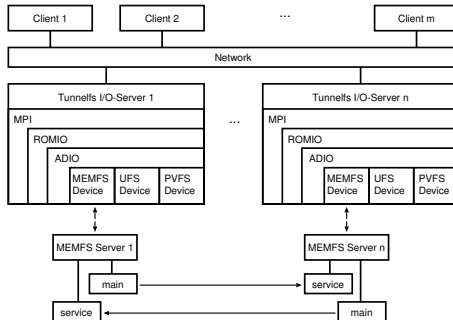 Client 1 Client 2 ... Client m
Network
Tunnelfs I/O-Server 1 ... Tunnelfs I/O-Server n
MPI MPI
ROMIO ROMIO
ADIO ADIO
MEMFS UFS PVFS MEMFS UFS PVFS
Device Device Device Device Device Device
MEMFS Server 1 MEMFS Server n
main service
service main